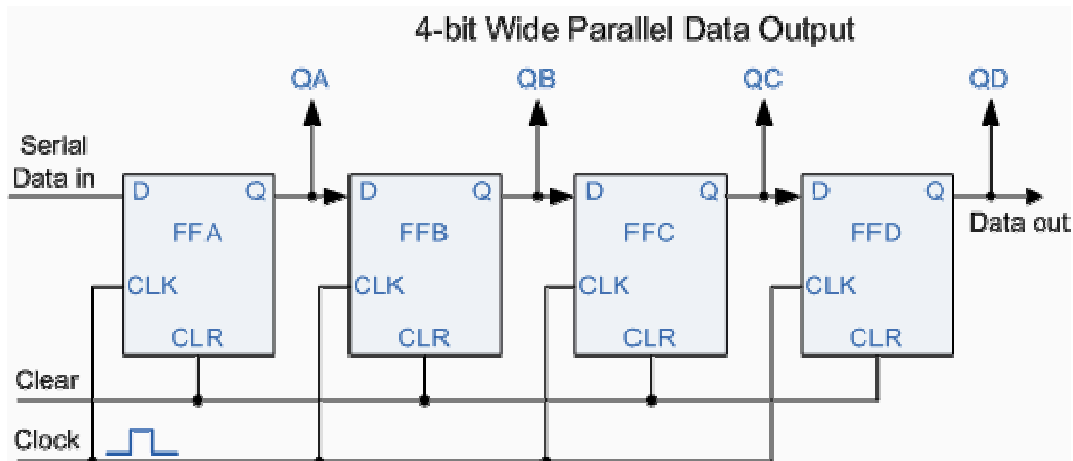 4-bit Wide Parallel Data Output
QA QB QC QD
Serial
Data in
D Q D Q D Q D Q
Data out
FFA FFB FFC FFD
CLK CLK CLK CLK
CLR CLR CLR CLR
Clear
Clock